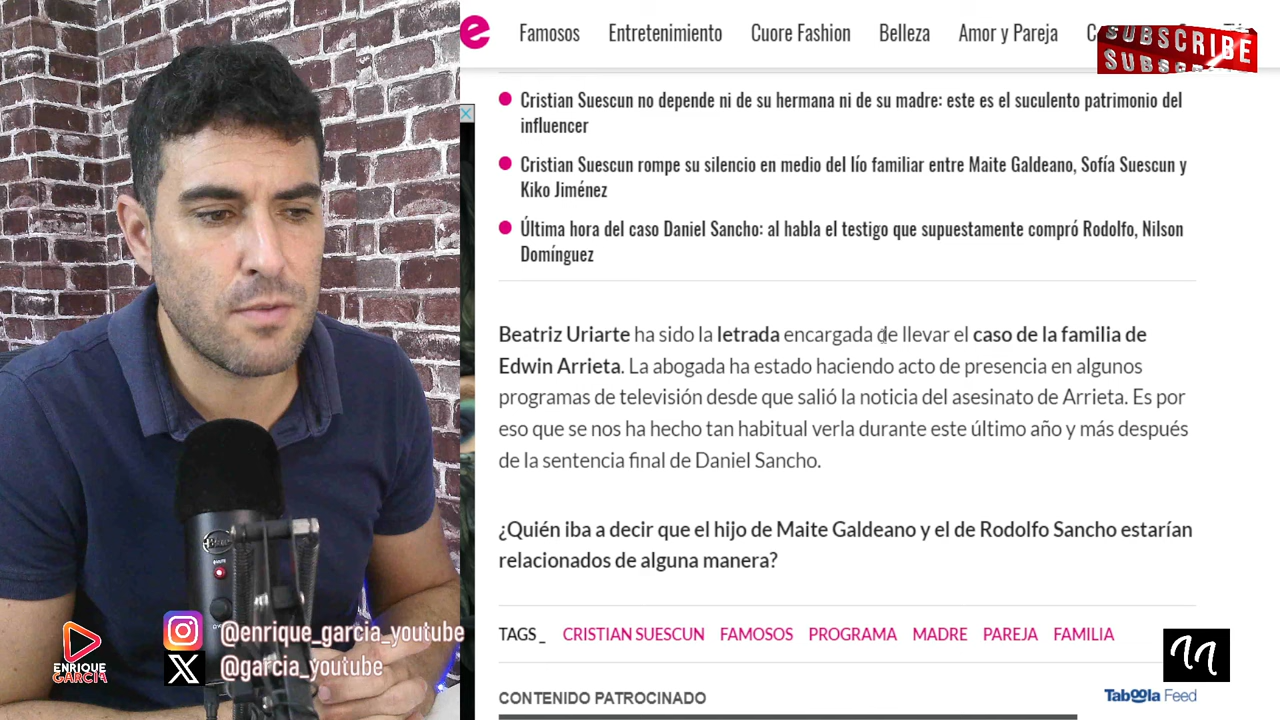 Famosos Entretenimiento Cuore Fashion Belleza Amor y Pareja
SUBSCRIBE
Cristian Suescun no depende ni de su hermana ni de su madre: este es el suculento patrimonio del
influencer
Cristian Suescun rompe su silencio en medio del lío familiar entre Maite Galdeano, Sofía Suescun y
Kiko Jiménez
Última hora del caso Daniel Sancho: al habla el testigo que supuestamente compró Rodolfo, Nilson
Domínguez
Beatriz Uriarte ha sido la letrada encargada de llevar el caso de la familia de
Edwin Arrieta. La abogada ha estado haciendo acto de presencia en algunos
programas de televisión desde que salió la noticia del asesinato de Arrieta. Es por
eso que se nos ha hecho tan habitual verla durante este último año y más después
de la sentencia final de Daniel Sancho.
¿Quién iba a decir que el hijo de Maite Galdeano y el de Rodolfo Sancho estarían
relacionados de alguna manera?
TAGS_ CRISTIAN SUESCUN FAMOSOS PROGRAMA MADRE PAREJA FAMILIA
CONTENIDO PATROCINADO
Taboola Feed
ENRIQUE
GARCIA
@enrique_garcia_youtube
@garcia_youtube